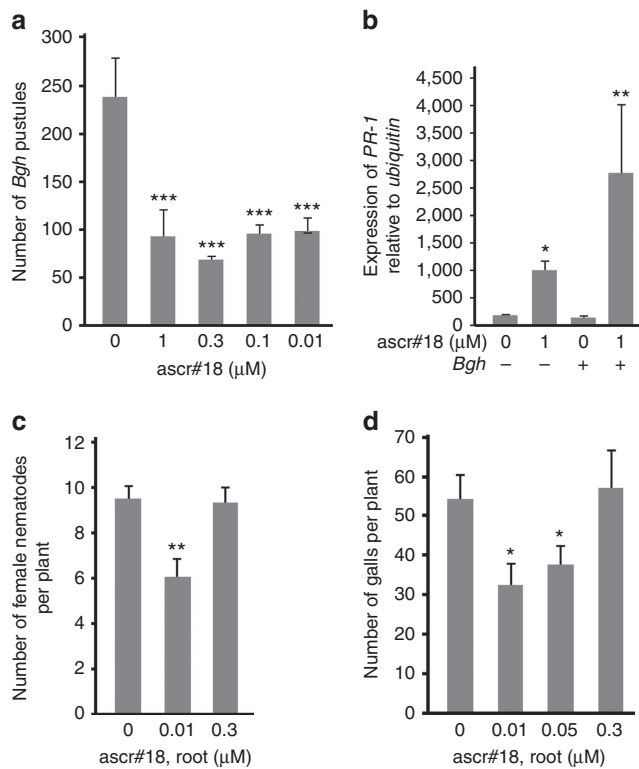 a
Number of Bgh pustules
300
250
200
150
100
50
0
***
***
***
***
0 1 0.3 0.1 0.01
ascr#18 (μM)
b
Expression of PR-1
relative to ubiquitin
4,500
4,000
3,500
3,000
2,500
2,000
1,500
1,000
500
0
*
**
ascr#18 (μM) 0 1 0 1
Bgh – – + +
c
Number of female nematodes
per plant
12
10
8
6
4
2
0
**
0 0.01 0.3
ascr#18, root (μM)
d
Number of galls per plant
70
60
50
40
30
20
10
0
*
*
0 0.01 0.05 0.3
ascr#18, root (μM)